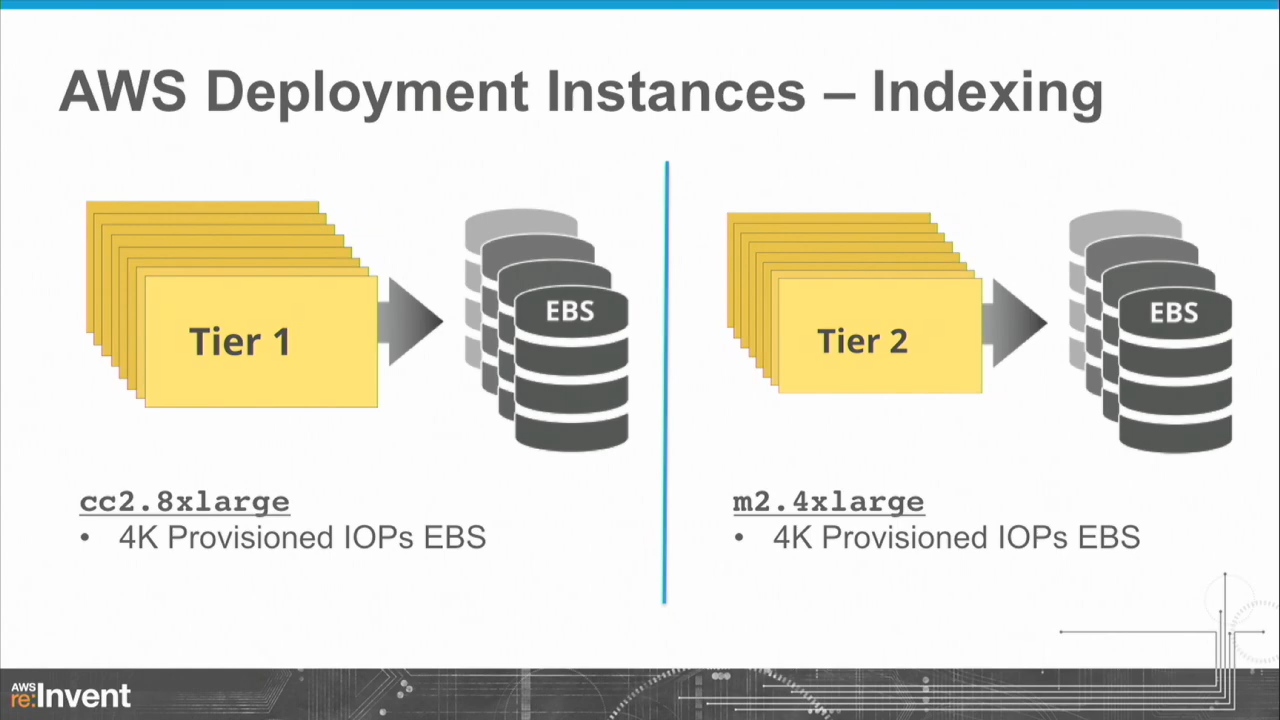 AWS Deployment Instances – Indexing
Tier 1
EBS
Tier 2
EBS
cc2.8xlarge
• 4K Provisioned IOPs EBS
m2.4xlarge
• 4K Provisioned IOPs EBS
AWS
re:Invent